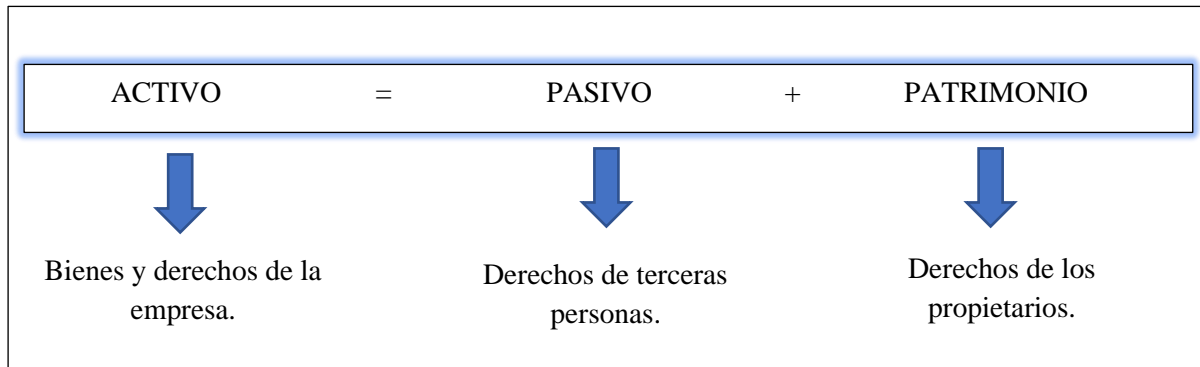 ACTIVO = PASIVO + PATRIMONIO
Bienes y derechos de la
empresa.
Derechos de terceras
personas.
Derechos de los
propietarios.